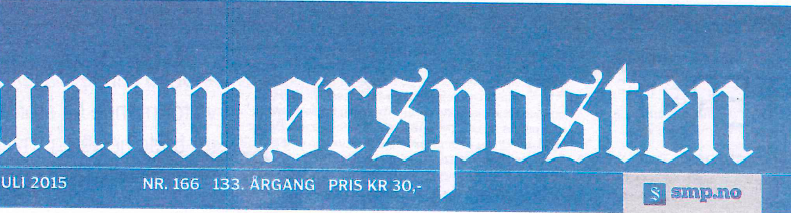 unnmørsposten
ULI 2015 NR. 166 133. ÅRGANG PRIS KR 30,-
§ smp.no